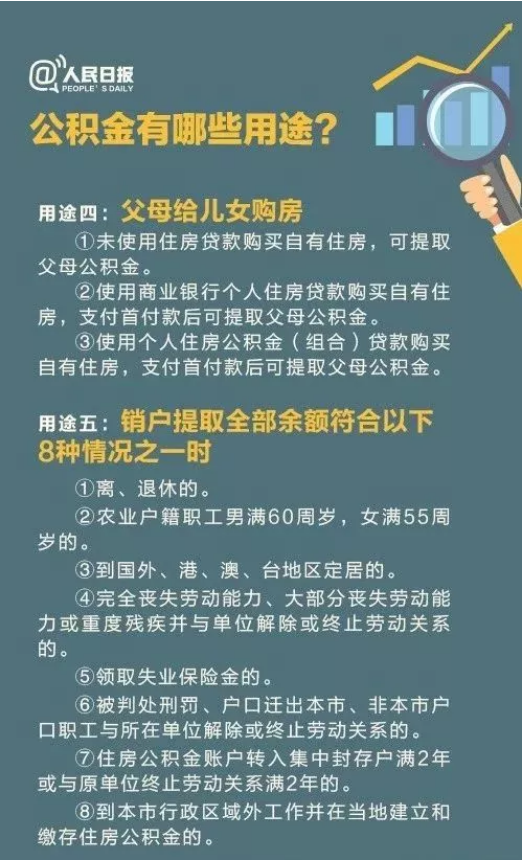 @人民日报
PEOPLE'S DAILY
公积金有哪些用途？
用途四：父母给儿女购房
①未使用住房贷款购买自有住房，可提取
父母公积金。
②使用商业银行个人住房贷款购买自有住
房，支付首付款后可提取父母公积金。
③使用个人住房公积金（组合）贷款购买
自有住房，支付首付款后可提取父母公积金。
用途五：销户提取全部余额符合以下
8种情况之一时
①离、退休的。
②农业户籍职工男满60周岁，女满55周
岁的。
③到国外、港、澳、台地区定居的。
④完全丧失劳动能力、大部分丧失劳动能
力或重度残疾并与单位解除或终止劳动关系
的。
⑤领取失业保险金的。
⑥被判处刑罚、户口迁出本市、非本市户
口职工与所在单位解除或终止劳动关系的。
⑦住房公积金账户转入集中封存户满2年
或与原单位终止劳动关系满2年的。
⑧到本市行政区域外工作并在当地建立和
缴存住房公积金的。